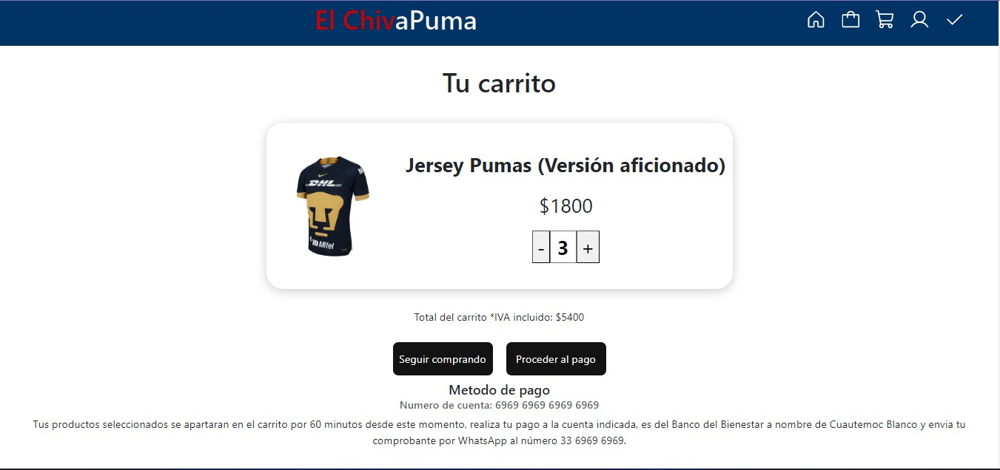 El ChivaPuma
Tu carrito
DHL
Mifel
Jersey Pumas (Versión aficionado)
$1800
- 3 +
Total del carrito *IVA incluido: $5400
Seguir comprando Proceder al pago
Metodo de pago
Numero de cuenta: 6969 6969 6969 6969
Tus productos seleccionados se apartaran en el carrito por 60 minutos desde este momento, realiza tu pago a la cuenta indicada, es del Banco del Bienestar a nombre de Cuautemoc Blanco y envia tu
comprobante por WhatsApp al número 33 6969 6969.